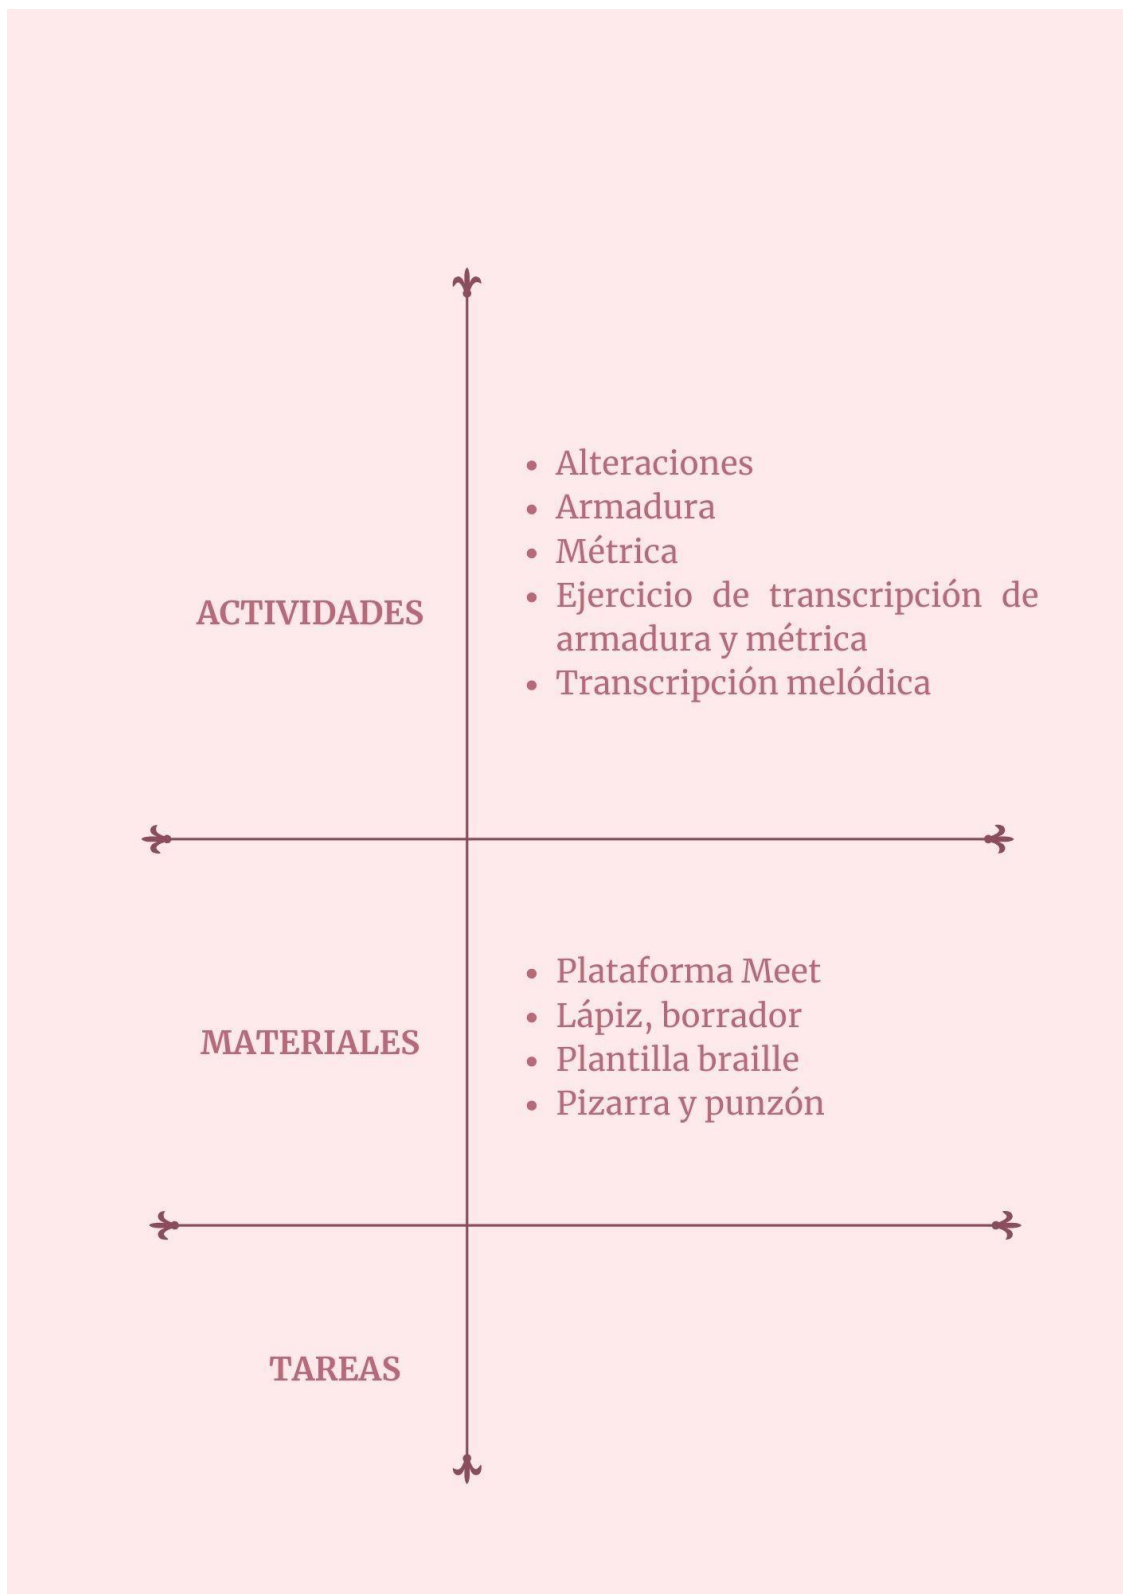 ACTIVIDADES
• Alteraciones
• Armadura
• Métrica
• Ejercicio de transcripción de
armadura y métrica
• Transcripción melódica
MATERIALES
• Plataforma Meet
• Lápiz, borrador
• Plantilla braille
• Pizarra y punzón
TAREAS